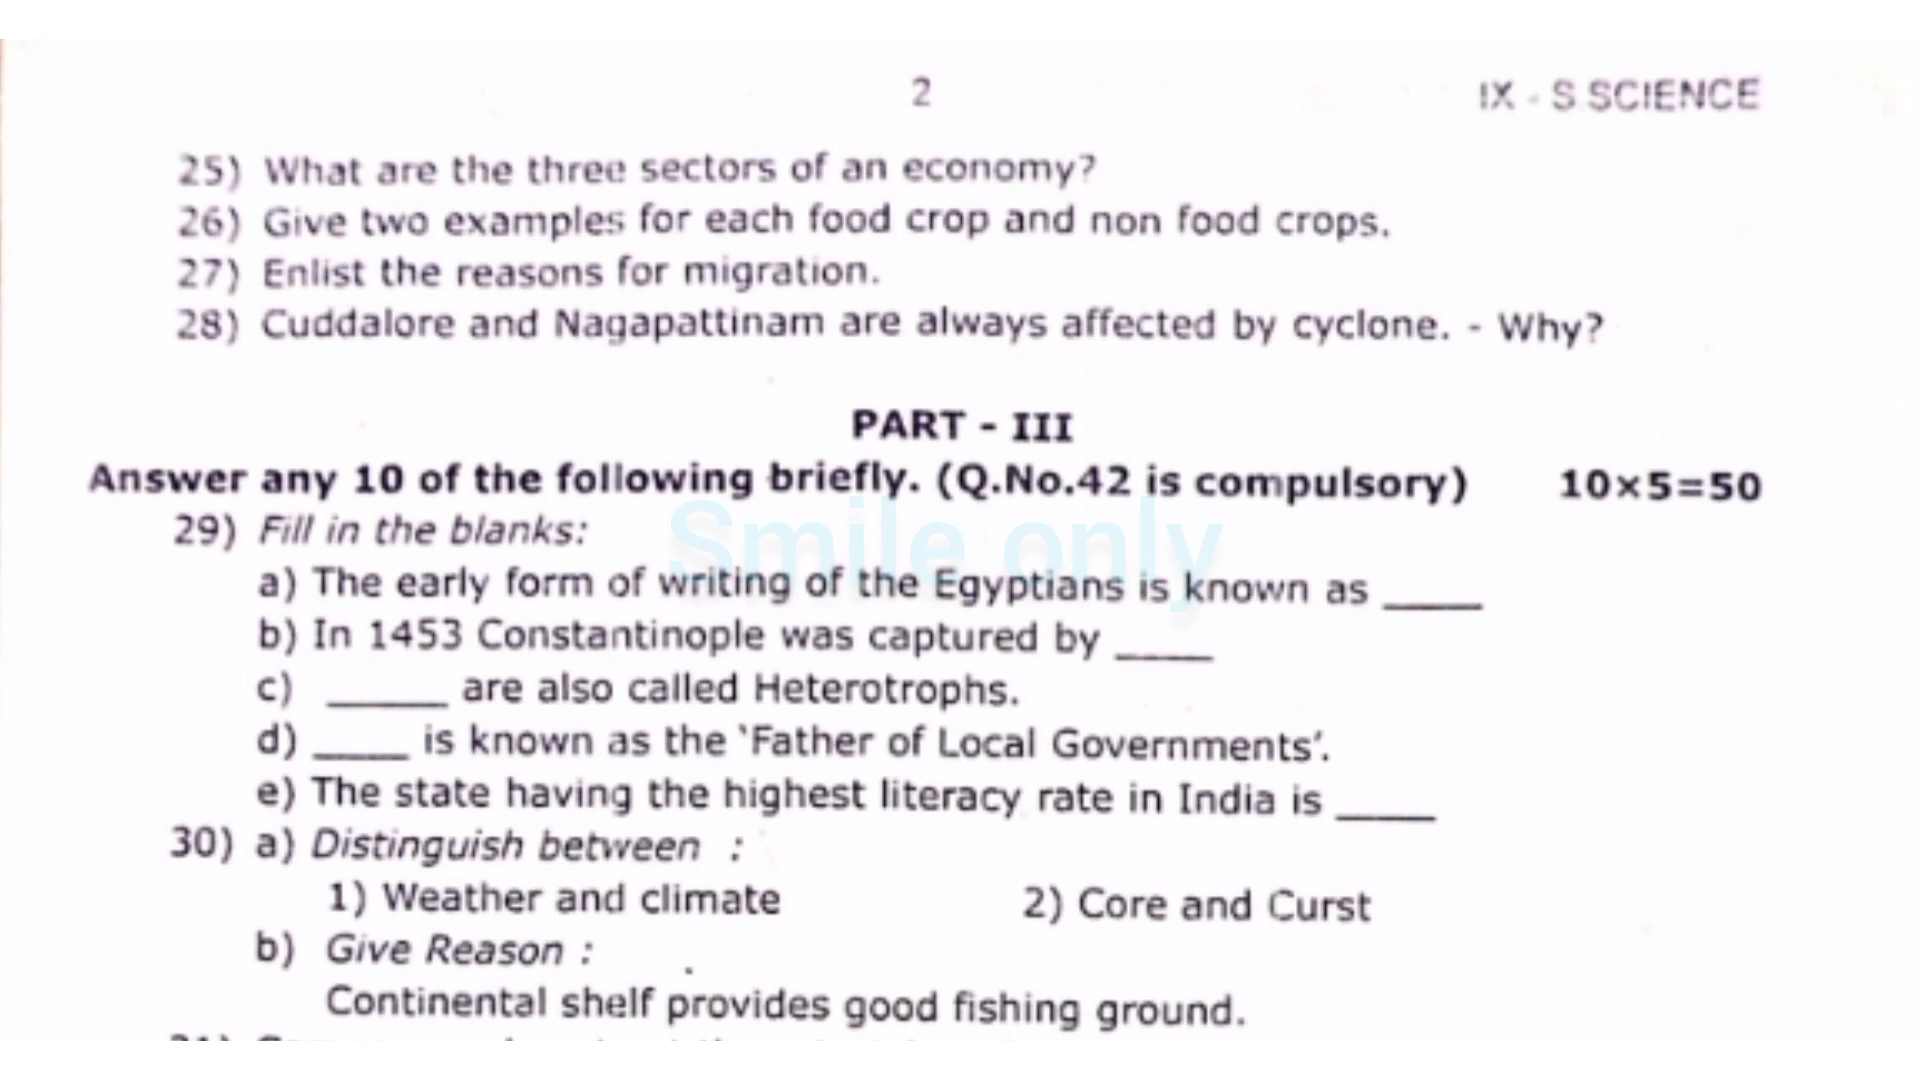 2
IX - S SCIENCE
25) What are the three sectors of an economy?
26) Give two examples for each food crop and non food crops.
27) Enlist the reasons for migration.
28) Cuddalore and Nagapattinam are always affected by cyclone. - Why?
PART - III
Answer any 10 of the following briefly. (Q.No.42 is compulsory) 10×5=50
Smile only
29) Fill in the blanks:
a) The early form of writing of the Egyptians is known as ____
b) In 1453 Constantinople was captured by ____
c) _____ are also called Heterotrophs.
d) ____ is known as the ‘Father of Local Governments’.
e) The state having the highest literacy rate in India is ____
30) a) Distinguish between :
1) Weather and climate 2) Core and Curst
b) Give Reason :
Continental shelf provides good fishing ground.